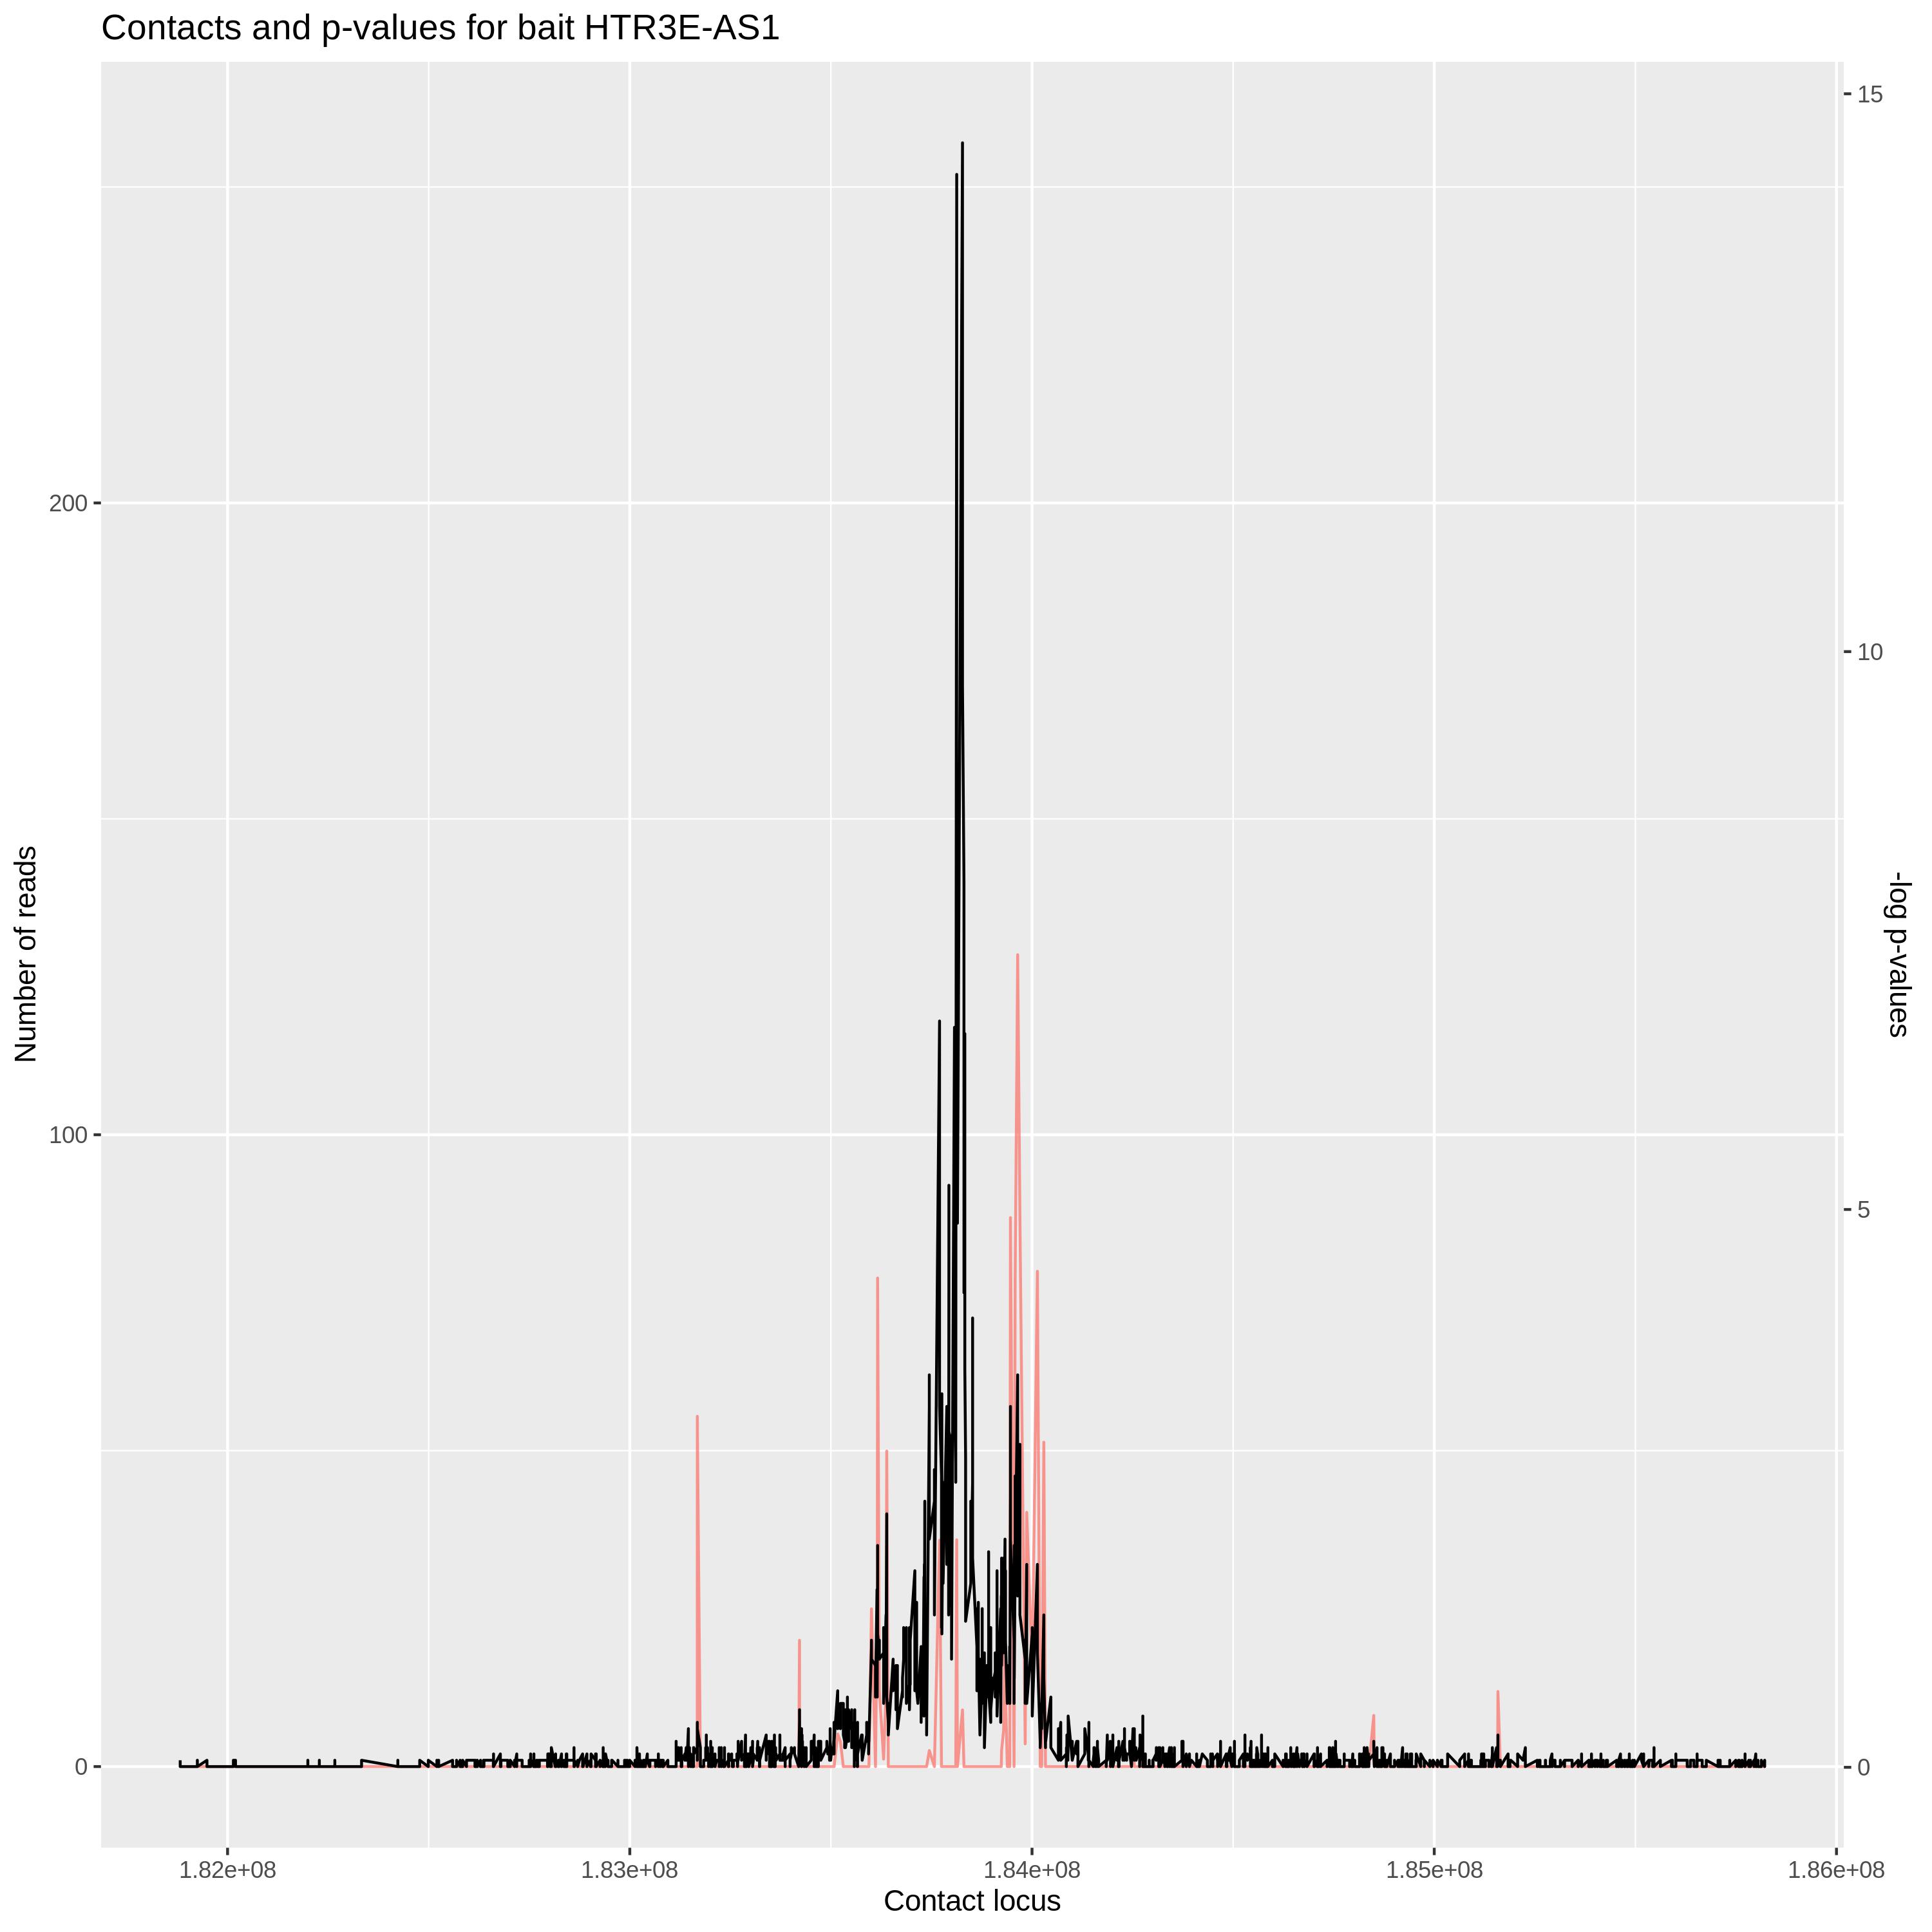 Contacts and p-values for bait HTR3E-AS1
15
200
10
Number of reads
-log p-values
100
5
0
0
1.82e+08
1.83e+08
1.84e+08
1.85e+08
1.86e+08
Contact locus